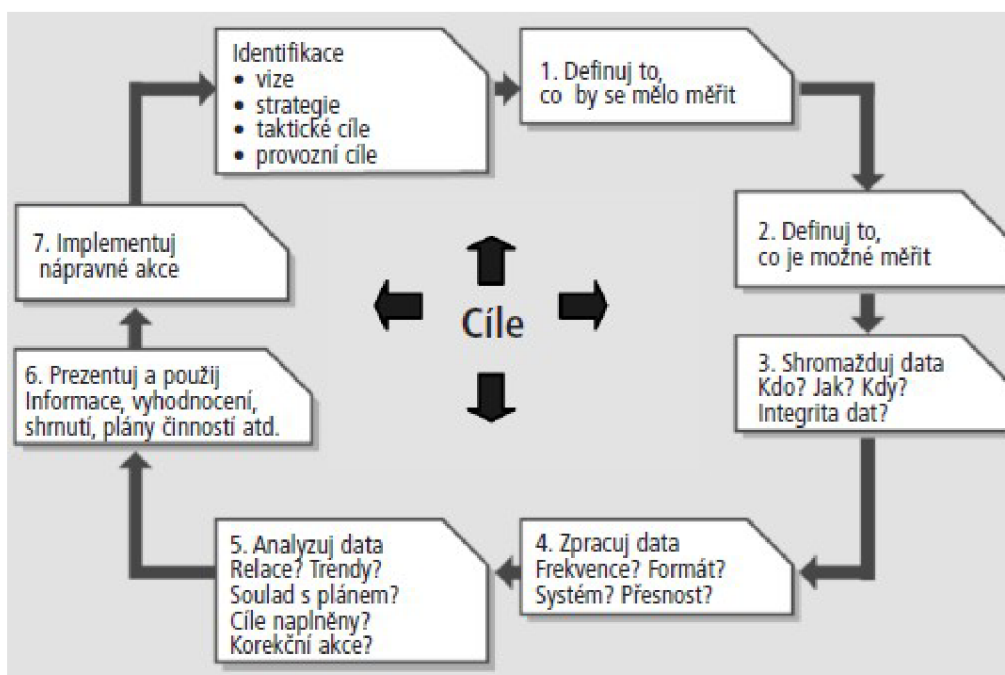 Identifikace
• vize
• strategie
• taktické cíle
• provozní cíle
1. Definuj to,
co by se mělo měřit
2. Definuj to,
co je možné měřit
3. Shromažduj data
Kdo? Jak? Kdy?
Integrita dat?
4. Zpracuj data
Frekvence? Formát?
Systém? Přesnost?
5. Analyzuj data
Relace? Trendy?
Soulad s plánem?
Cíle naplněny?
Korekční akce?
6. Prezentuj a použij
Informace, vyhodnocení,
shrnutí, plány činností atd.
7. Implementuj
nápravné akce
Cíle